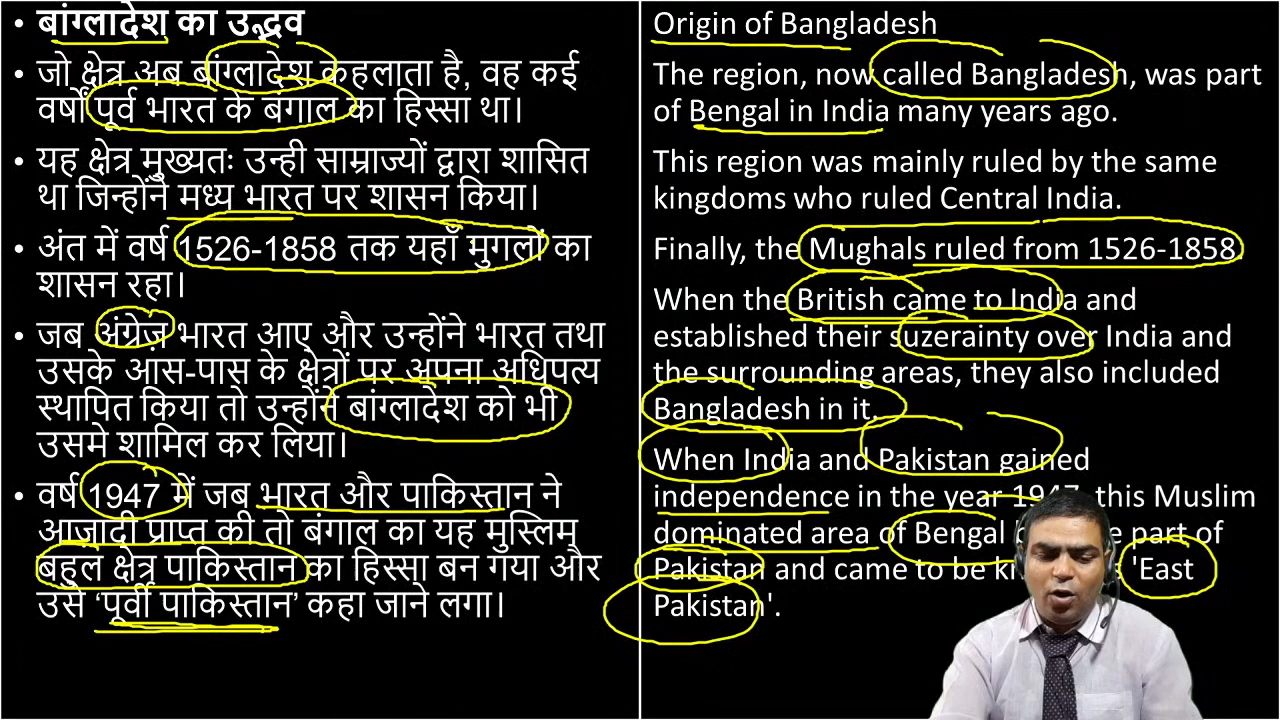 बांग्लादेश का उद्भव
जो क्षेत्र अब बांग्लादेश कहलाता है, वह कई
वर्षों पूर्व भारत के बंगाल का हिस्सा था।
यह क्षेत्र मुख्यतः उन्ही साम्राज्यों द्वारा शासित
था जिन्होंने मध्य भारत पर शासन किया।
अंत में वर्ष 1526-1858 तक यहाँ मुगलों का
शासन रहा।
जब अंग्रेज़ भारत आए और उन्होंने भारत तथा
उसके आस-पास के क्षेत्रों पर अपना अधिपत्य
स्थापित किया तो उन्होंने बांग्लादेश को भी
उसमे शामिल कर लिया।
वर्ष 1947 में जब भारत और पाकिस्तान ने
आज़ादी प्राप्त की तो बंगाल का यह मुस्लिम
बहुल क्षेत्र पाकिस्तान का हिस्सा बन गया और
उसे ‘पूर्वी पाकिस्तान’ कहा जाने लगा।
Origin of Bangladesh
The region, now called Bangladesh, was part
of Bengal in India many years ago.
This region was mainly ruled by the same
kingdoms who ruled Central India.
Finally, the Mughals ruled from 1526-1858.
When the British came to India and
established their suzerainty over India and
the surrounding areas, they also included
Bangladesh in it.
When India and Pakistan gained
independence in the year 1947, this Muslim
dominated area of Bengal part of
Pakistan and came to be 'East
Pakistan'.